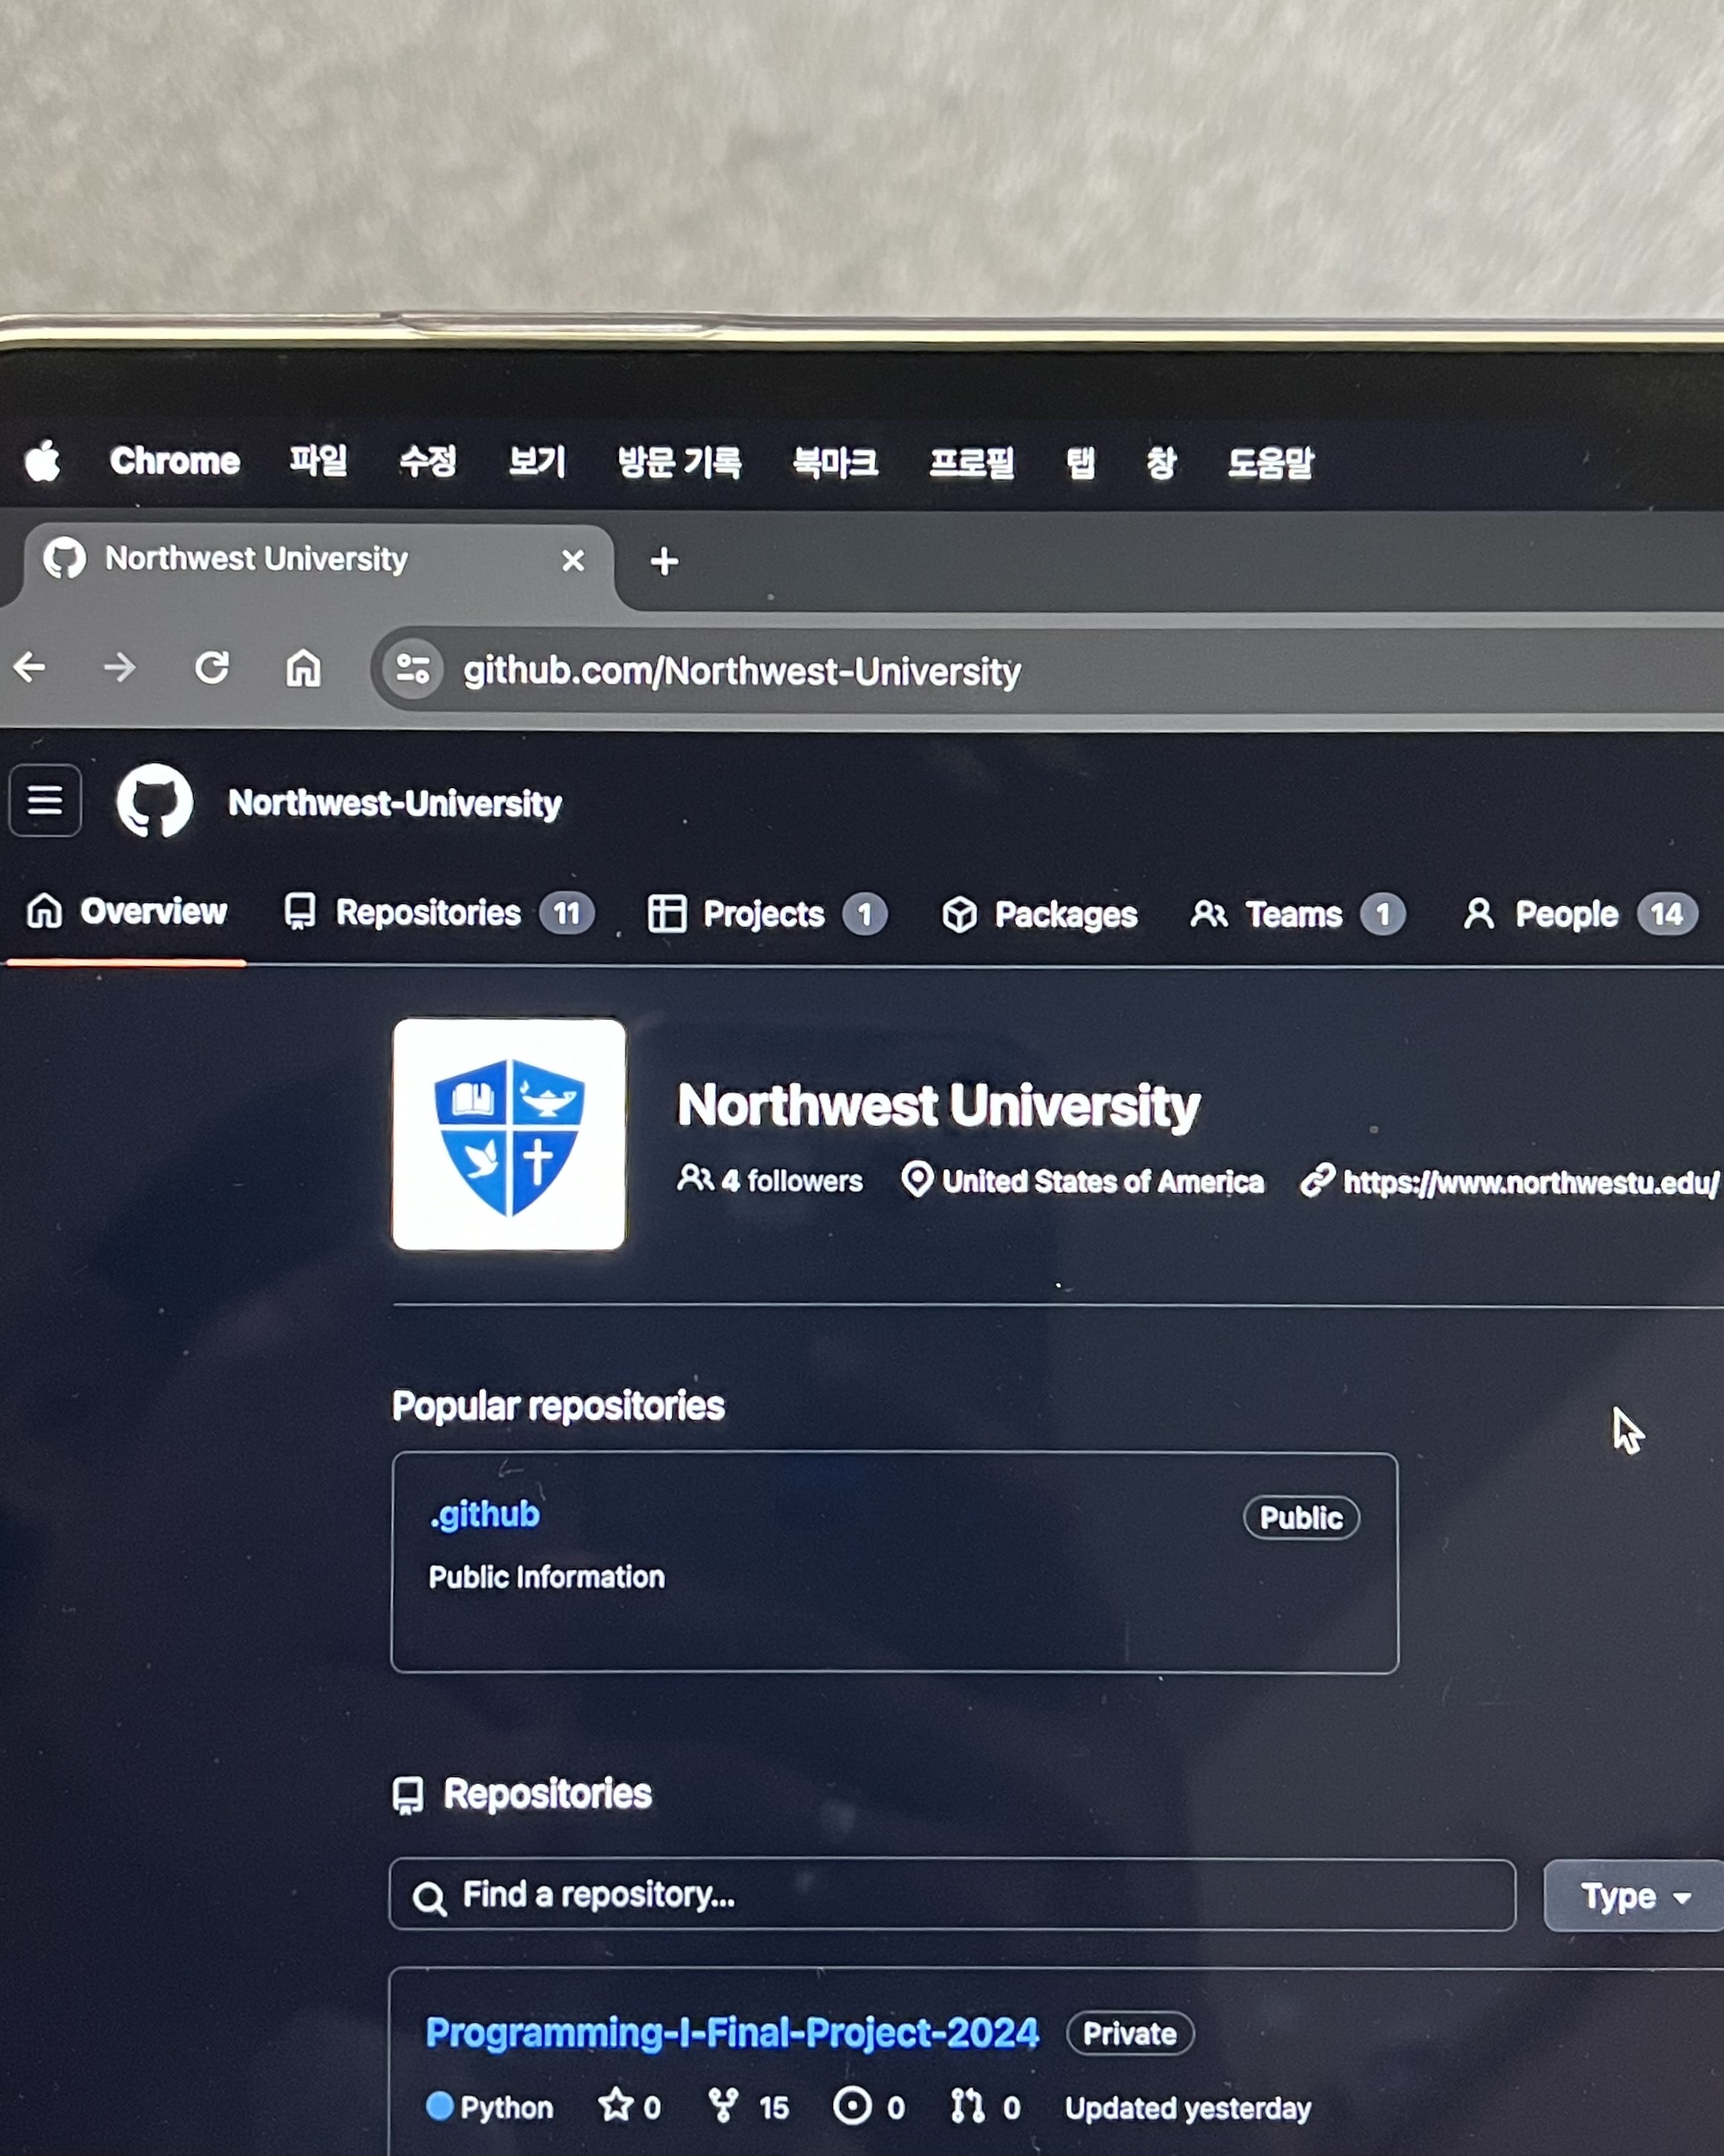 Chrome 파일 수정 보기 방문 기록 북마크 프로필 탭 창 도움말
Northwest University
github.com/Northwest-University
Northwest-University
Overview Repositories 11 Projects 1 Packages Teams 1 People 14
Northwest University
4 followers United States of America https://www.northwestu.edu/
Popular repositories
.github Public
Public Information
Repositories
Find a repository... Type
Programming-I-Final-Project-2024 Private
Python 0 15 0 0 Updated yesterday